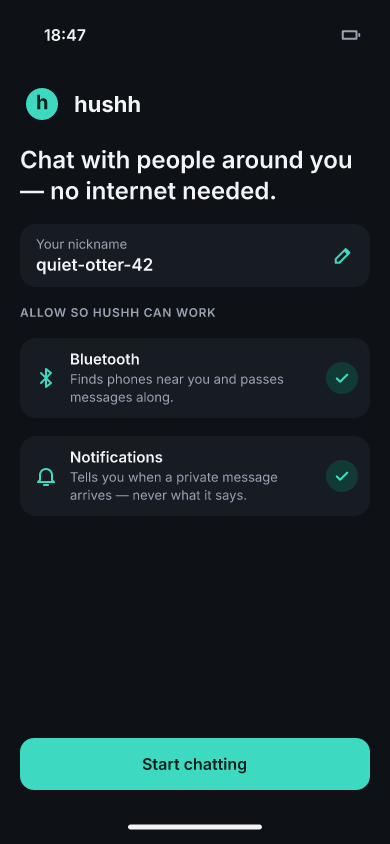 18:47
h hushh
Chat with people around you
— no internet needed.
Your nickname
quiet-otter-42
ALLOW SO HUSHH CAN WORK
Bluetooth
Finds phones near you and passes
messages along.
Notifications
Tells you when a private message
arrives — never what it says.
Start chatting